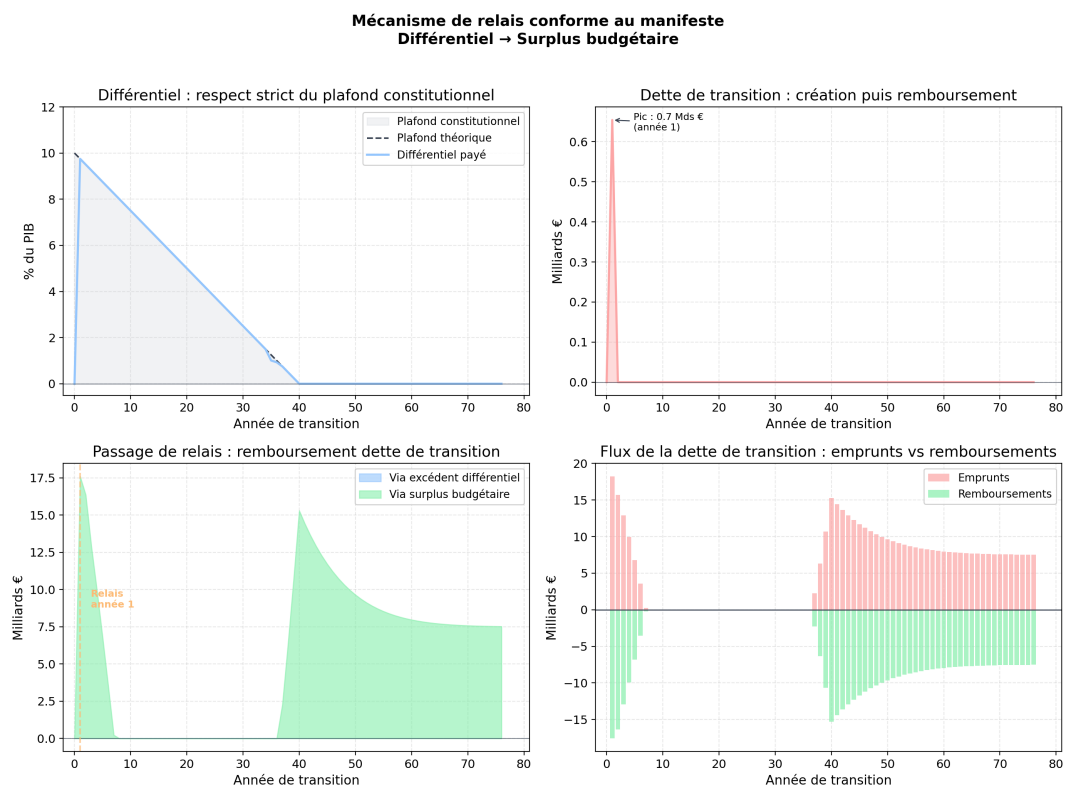 Mécanisme de relais conforme au manifeste
Différentiel → Surplus budgétaire
Différentiel : respect strict du plafond constitutionnel
% du PIB
12
10
8
6
4
2
0
Plafond constitutionnel
Plafond théorique
Différentiel payé
0 10 20 30 40 50 60 70 80
Année de transition
Dette de transition : création puis remboursement
Milliards €
0.6
0.5
0.4
0.3
0.2
0.1
0.0
Pic : 0.7 Mds €
(année 1)
0 10 20 30 40 50 60 70 80
Année de transition
Passage de relais : remboursement dette de transition
Milliards €
17.5
15.0
12.5
10.0
7.5
5.0
2.5
0.0
Via excédent différentiel
Via surplus budgétaire
Relais
année 1
0 10 20 30 40 50 60 70 80
Année de transition
Flux de la dette de transition : emprunts vs remboursements
Milliards €
20
15
10
5
0
−5
−10
−15
Emprunts
Remboursements
0 10 20 30 40 50 60 70 80
Année de transition